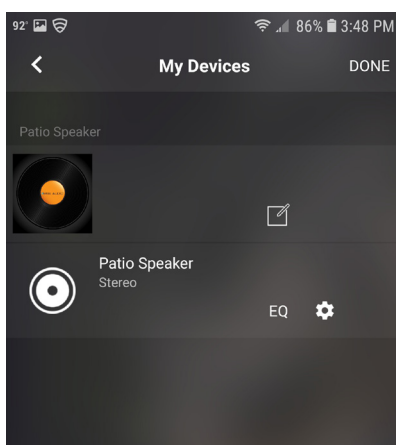 92° 86% 3:48 PM
My Devices DONE
Patio Speaker
Patio Speaker
Stereo
EQ